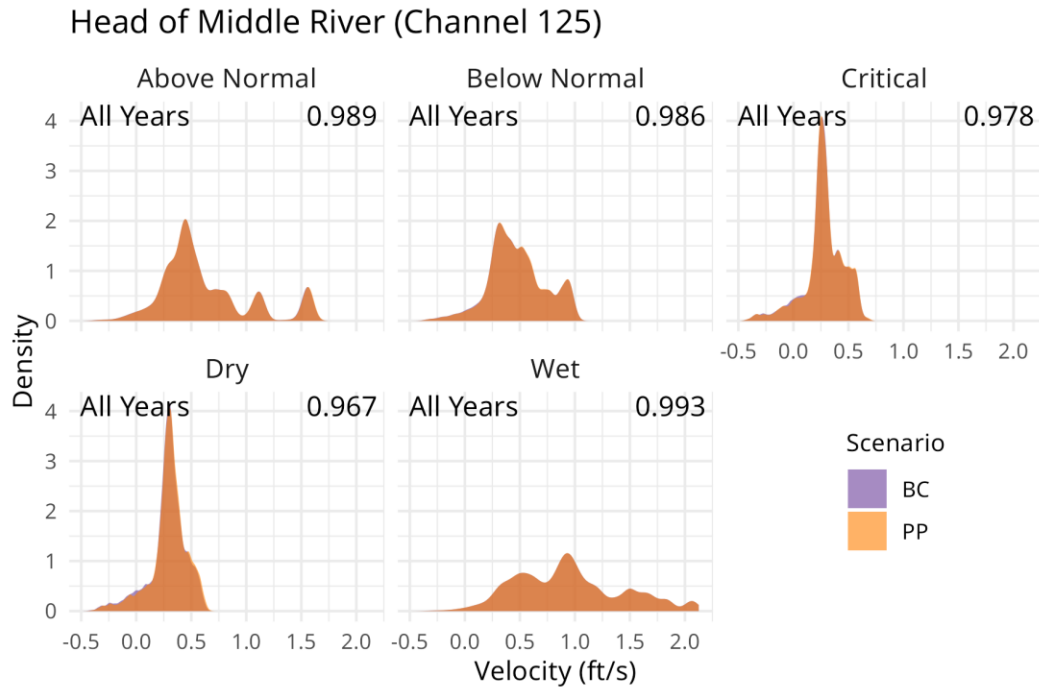 Head of Middle River (Channel 125)
Above Normal Below Normal Critical
All Years 0.989 All Years 0.986 All Years 0.978
4
3
2
1
0
-0.5 0.0 0.5 1.0 1.5 2.0
Density
Dry Wet
All Years 0.967 All Years 0.993
4
3
2
1
0
-0.5 0.0 0.5 1.0 1.5 2.0 -0.5 0.0 0.5 1.0 1.5 2.0
Velocity (ft/s)
Scenario
BC
PP